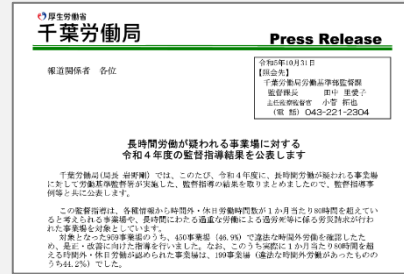 厚生労働省
千葉労働局
Press Release
報道関係者 各位
令和5年10月31日
【照会先】
千葉労働局労働基準部監督課
監督課長 田中 里愛子
主任監察監督官 小菅 拓也
(電 話) 043-221-2304
長時間労働が疑われる事業場に対する
令和4年度の監督指導結果を公表します
千葉労働局(局長 岩野剛)では、このたび、令和4年度に、長時間労働が疑われる事業場
に対して労働基準監督署が実施した、監督指導の結果を取りまとめましたので、監督指導事
例等と共に公表します。
この監督指導は、各種情報から時間外・休日労働時間数が1か月当たり80時間を超えてい
ると考えられる事業場や、長時間にわたる過重な労働による過労死等に係る労災請求が行わ
れた事業場を対象としています。
対象となった959事業場のうち、450事業場(46.9%)で違法な時間外労働を確認したた
め、是正・改善に向けた指導を行いました。なお、このうち実際に1か月当たり80時間を超
える時間外・休日労働が認められた事業場は、199事業場(違法な時間外労働があったものの
うち44.2%)でした。